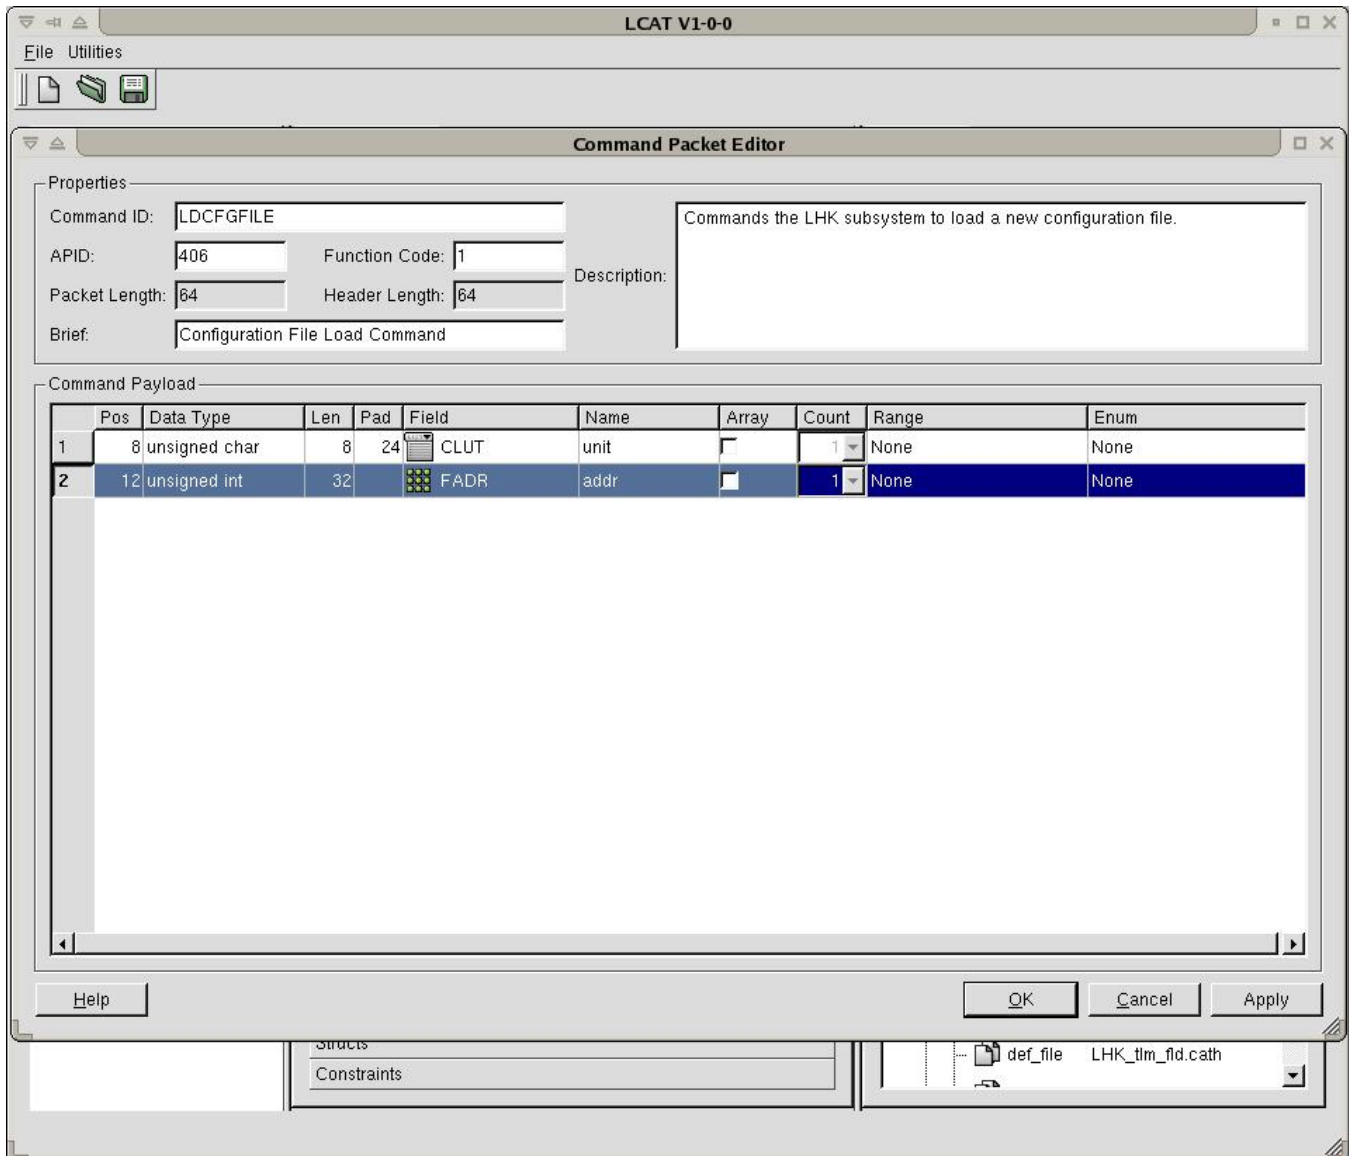 LCAT V1-0-0
File Utilities
Command Packet Editor
Properties
Command ID: LDCFGFILE
APID: 406 Function Code: 1
Packet Length: 64 Header Length: 64
Brief: Configuration File Load Command
Description: Commands the LHK subsystem to load a new configuration file.
Command Payload
Pos Data Type Len Pad Field Name Array Count Range Enum
1 8 unsigned char 8 24 CLUT unit 1 None None
2 12 unsigned int 32 FADR addr 1 None None
Help OK Cancel Apply
Structs
def_file LHK_tlm_fld.cath
Constraints